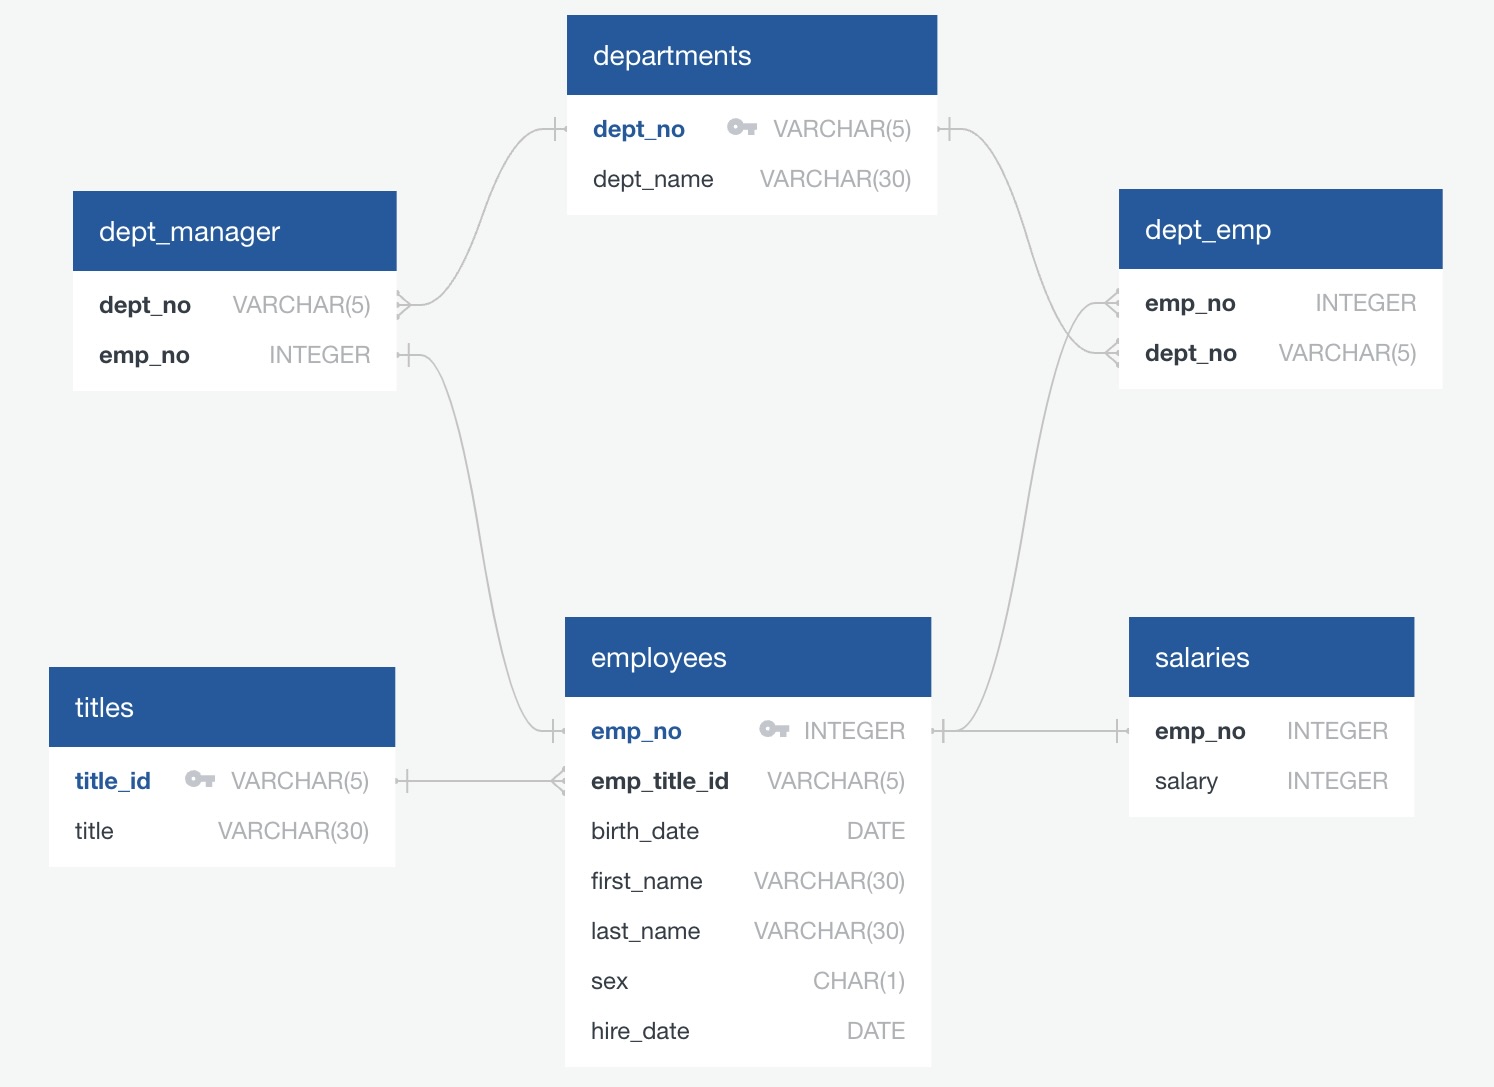 departments
dept_no VARCHAR(5)
dept_name VARCHAR(30)
dept_manager
dept_no VARCHAR(5)
emp_no INTEGER
dept_emp
emp_no INTEGER
dept_no VARCHAR(5)
titles
title_id VARCHAR(5)
title VARCHAR(30)
employees
emp_no INTEGER
emp_title_id VARCHAR(5)
birth_date DATE
first_name VARCHAR(30)
last_name VARCHAR(30)
sex CHAR(1)
hire_date DATE
salaries
emp_no INTEGER
salary INTEGER